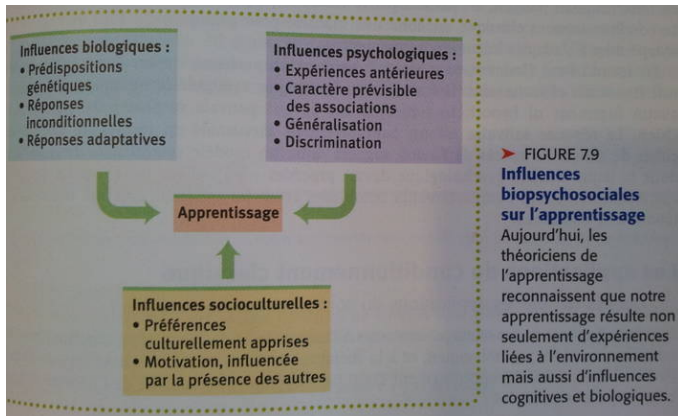 Influences biologiques :
• Prédispositions
génétiques
• Réponses
inconditionnelles
• Réponses adaptatives
Influences psychologiques :
• Expériences antérieures
• Caractère prévisible
des associations
• Généralisation
• Discrimination
Apprentissage
Influences socioculturelles :
• Préférences
culturellement apprises
• Motivation, influencée
par la présence des autres
➤ FIGURE 7.9
Influences
biopsychosociales
sur l'apprentissage
Aujourd'hui, les
théoriciens de
l'apprentissage
reconnaissent que notre
apprentissage résulte non
seulement d'expériences
liées à l'environnement
mais aussi d'influences
cognitives et biologiques.